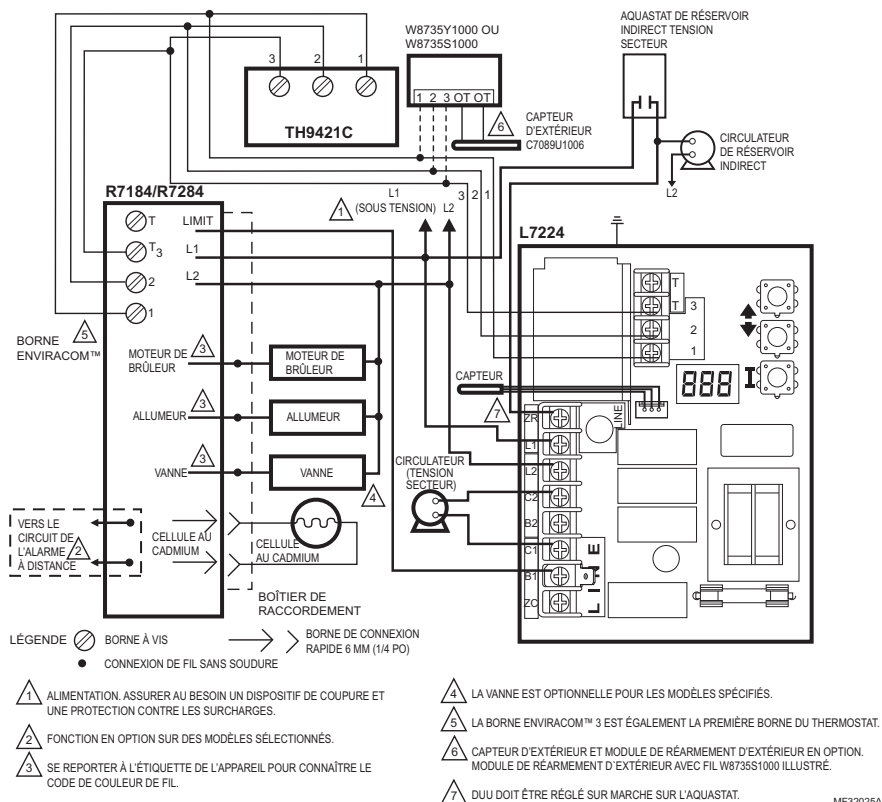 W8735Y1000 OU
W8735S1000
AQUASTAT DE RÉSERVOIR
INDIRECT TENSION
SECTEUR
3 2 1
TH9421C
1 2 3 OT OT
6
CAPTEUR
D'EXTÉRIEUR
C7089U1006
CIRCULATEUR
DE RÉSERVOIR
INDIRECT
L2
R7184/R7284
1
L1
(SOUS TENSION)
L2
3 2 1
L7224
T
LIMIT
T3
L1
2
L2
1
5
BORNE
ENVIRACOM™
T
T
3
2
1
MOTEUR DE
BRÛLEUR
3
MOTEUR DE
BRÛLEUR
CAPTEUR
7
888
ALLUMEUR
3
ALLUMEUR
VANNE
3
VANNE
4
CIRCULATEUR
(TENSION
SECTEUR)
ZR
L1
L2
C2
B2
C1
B1
ZC
LINE
LINE
VERS LE
CIRCUIT DE
L'ALARME
À DISTANCE
2
CELLULE AU
CADMIUM
CELLULE
AU CADMIUM
BOÎTIER DE
RACCORDEMENT
LÉGENDE
BORNE À VIS
BORNE DE CONNEXION
RAPIDE 6 MM (1/4 PO)
CONNEXION DE FIL SANS SOUDURE
1 ALIMENTATION. ASSURER AU BESOIN UN DISPOSITIF DE COUPURE ET
UNE PROTECTION CONTRE LES SURCHARGES.
2 FONCTION EN OPTION SUR DES MODÈLES SÉLECTIONNÉS.
3 SE REPORTER À L'ÉTIQUETTE DE L'APPAREIL POUR CONNAÎTRE LE
CODE DE COULEUR DE FIL.
4 LA VANNE EST OPTIONNELLE POUR LES MODÈLES SPÉCIFIÉS.
5 LA BORNE ENVIRACOM™ 3 EST ÉGALEMENT LA PREMIÈRE BORNE DU THERMOSTAT.
6 CAPTEUR D'EXTÉRIEUR ET MODULE DE RÉARMEMENT D'EXTÉRIEUR EN OPTION.
MODULE DE RÉARMEMENT D`EXTÉRIEUR AVEC FIL W8735S1000 ILLUSTRÉ.
7 DUU DOIT ÊTRE RÉGLÉ SUR MARCHE SUR L'AQUASTAT.
MF32025A